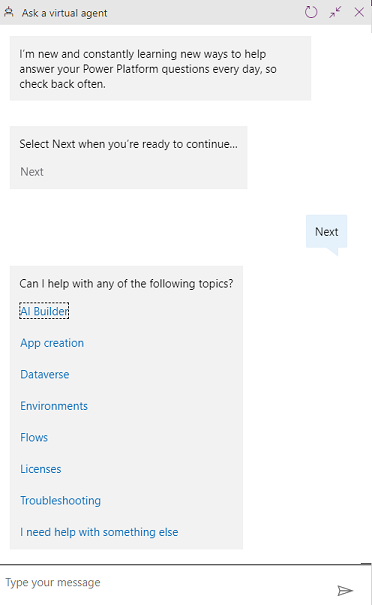 Ask a virtual agent
I'm new and constantly learning new ways to help
answer your Power Platform questions every day, so
check back often.
Select Next when you're ready to continue...
Next
Next
Can I help with any of the following topics?
AI Builder
App creation
Dataverse
Environments
Flows
Licenses
Troubleshooting
I need help with something else
Type your message